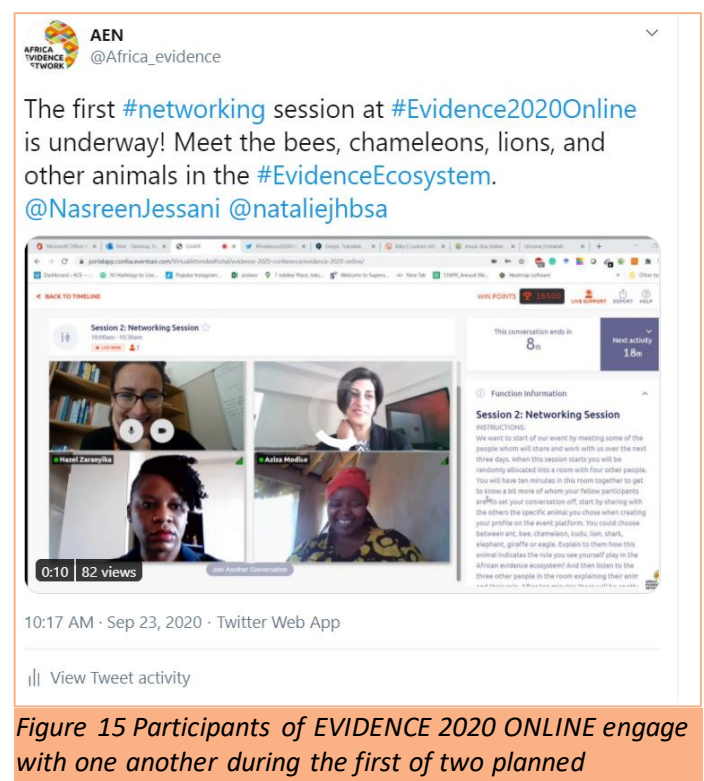 AEN
@Africa_evidence
AFRICA
EVIDENCE
NETWORK
The first #networking session at #Evidence2020Online
is underway! Meet the bees, chameleons, lions, and
other animals in the #EvidenceEcosystem.
@NasreenJessani @nataliejhbsa
BACK TO TIMELINE
WIN POINTS 16500 LIVE SUPPORT EXPORT HELP
Session 2: Networking Session
10:00am - 10:30am
LIVE NOW
This conversation ends in
8m
Next activity
18m
Function Information
Session 2: Networking Session
INSTRUCTIONS:
We want to start of our event by meeting some of the
people whom will share and work with us over the next
three days. When this session starts you will be
randomly allocated into a room with four other people.
You will have ten minutes in this room together to get
to know a bit more of whom your fellow participants
are. To set your conversation off, start by sharing with
the others the specific animal you chose when creating
your profile on the event platform. You could choose
between ant, bee, chameleon, kudu, lion, shark,
elephant, giraffe or eagle. Explain to them how this
animal indicates the role you see yourself play in the
African evidence ecosystem! And then listen to the
three other people in the room explaining their anim
Hazel Zaranyika
Aziza Modise
Join Another Conversation
0:10 82 views
10:17 AM · Sep 23, 2020 · Twitter Web App
View Tweet activity
Figure 15 Participants of EVIDENCE 2020 ONLINE engage
with one another during the first of two planned